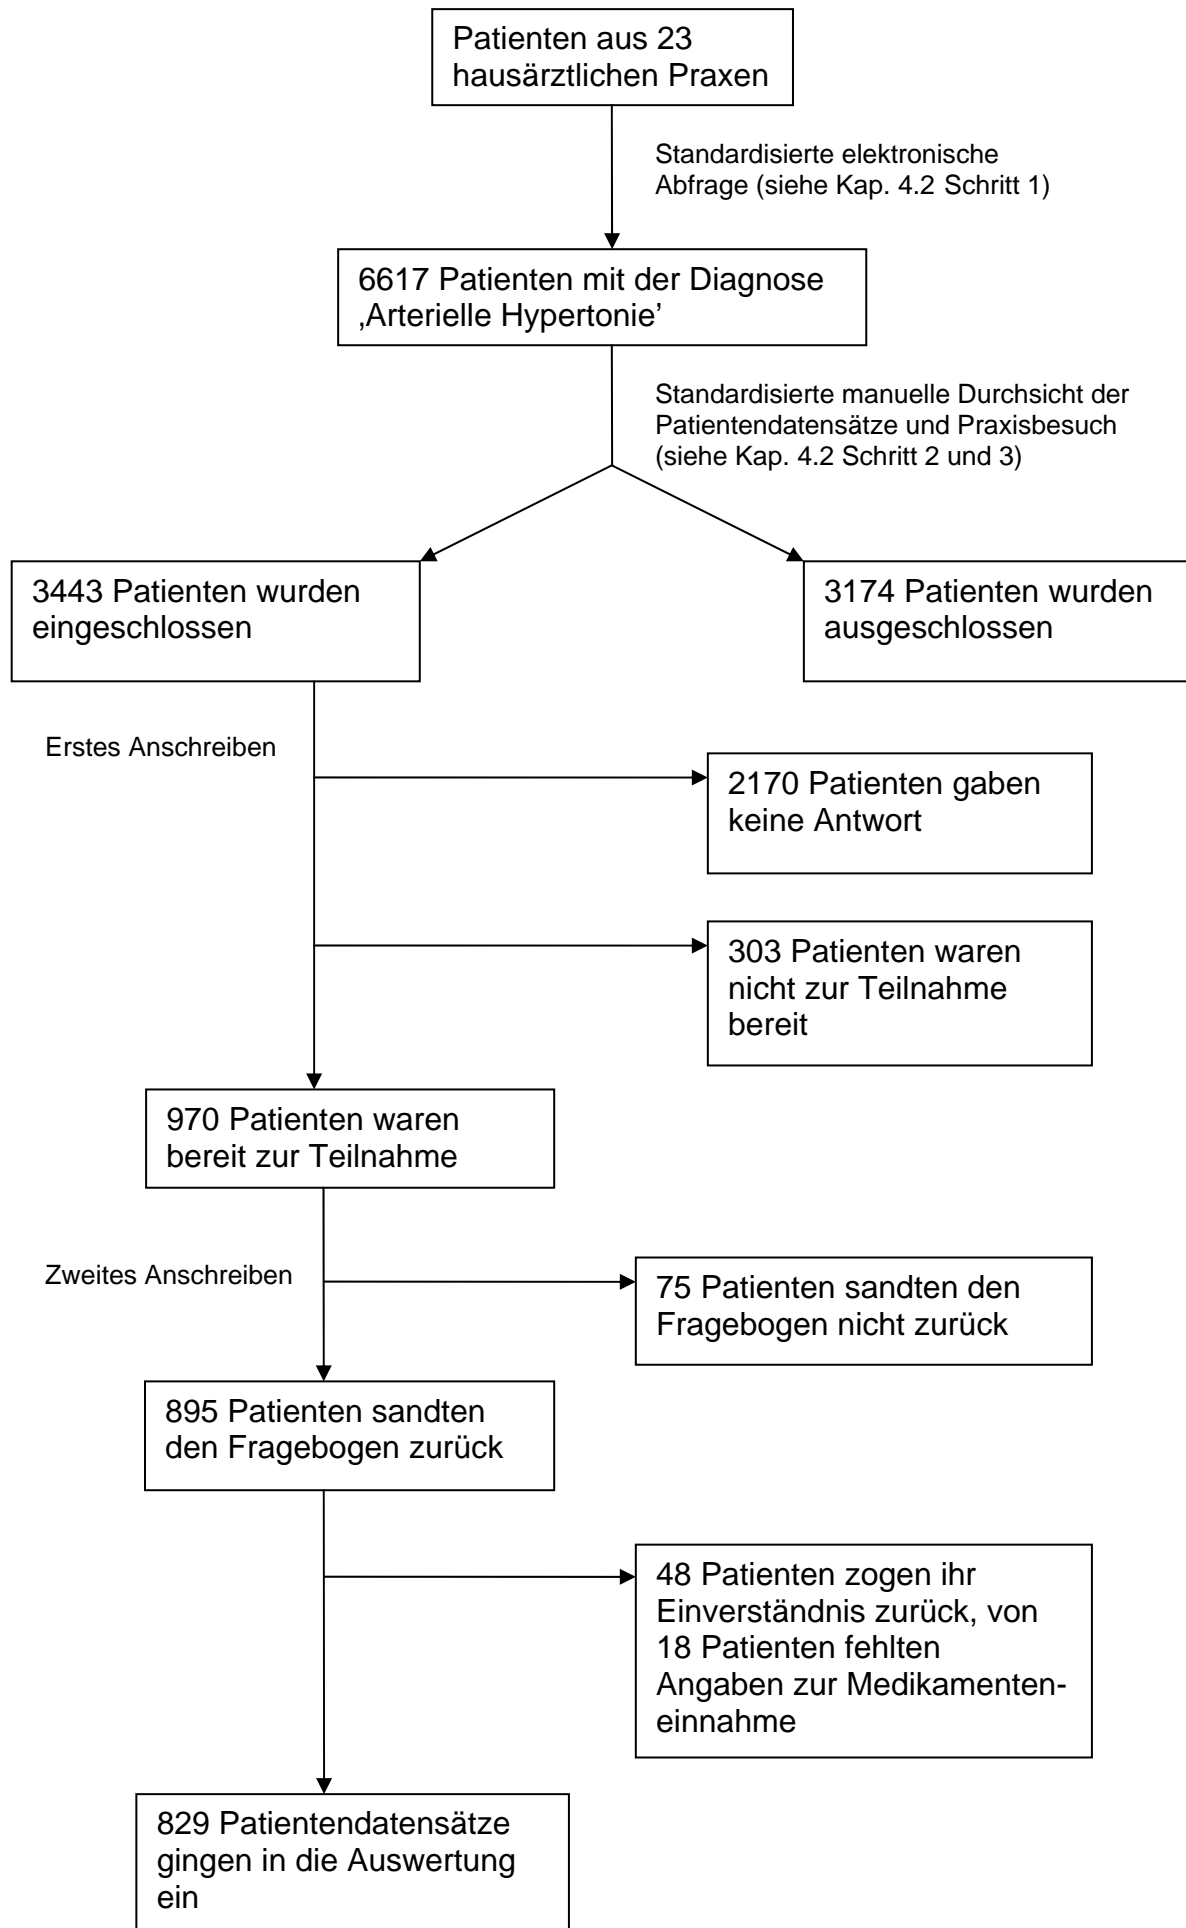 Patienten aus 23
hausärztlichen Praxen
Standardisierte elektronische
Abfrage (siehe Kap. 4.2 Schritt 1)
6617 Patienten mit der Diagnose
‚Arterielle Hypertonie’
Standardisierte manuelle Durchsicht der
Patientendatensätze und Praxisbesuch
(siehe Kap. 4.2 Schritt 2 und 3)
3443 Patienten wurden
eingeschlossen
3174 Patienten wurden
ausgeschlossen
Erstes Anschreiben
2170 Patienten gaben
keine Antwort
303 Patienten waren
nicht zur Teilnahme
bereit
970 Patienten waren
bereit zur Teilnahme
Zweites Anschreiben
75 Patienten sandten den
Fragebogen nicht zurück
895 Patienten sandten
den Fragebogen zurück
48 Patienten zogen ihr
Einverständnis zurück, von
18 Patienten fehlten
Angaben zur Medikamenten-
einnahme
829 Patientendatensätze
gingen in die Auswertung
ein